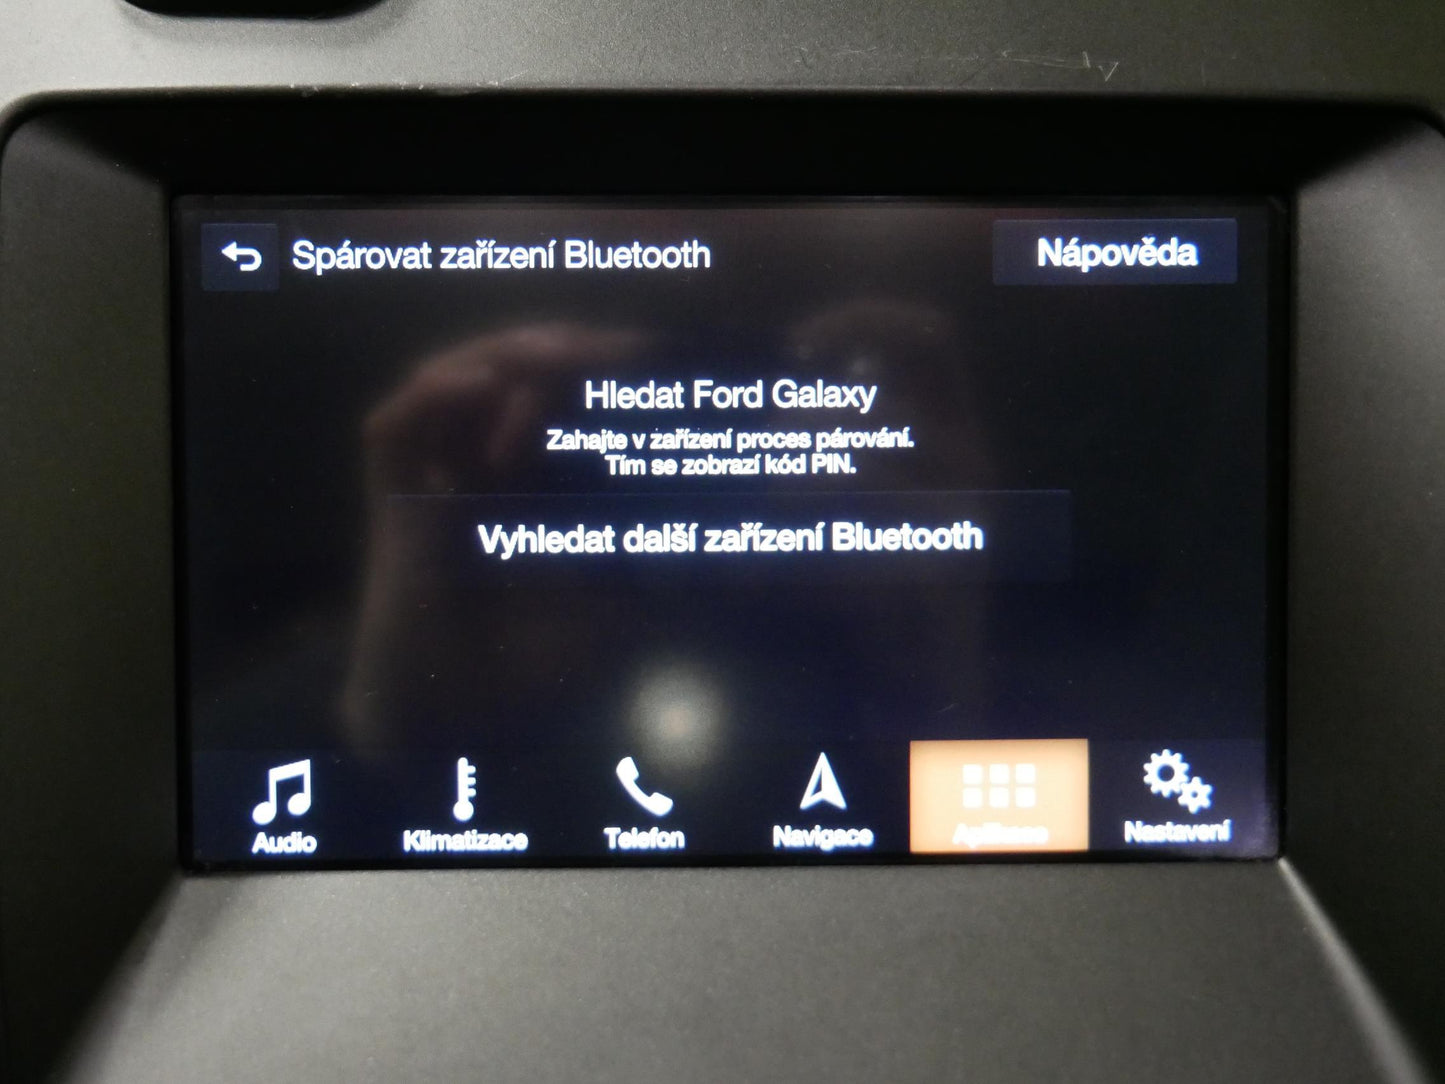 Spárovat zařízení Bluetooth
Nápověda
Hledat Ford Galaxy
Zahajte v zařízení proces párování.
Tím se zobrazí kód PIN.
Vyhledat další zařízení Bluetooth
Audio
Klimatizace
Telefon
Navigace
Aplikace
Nastavení